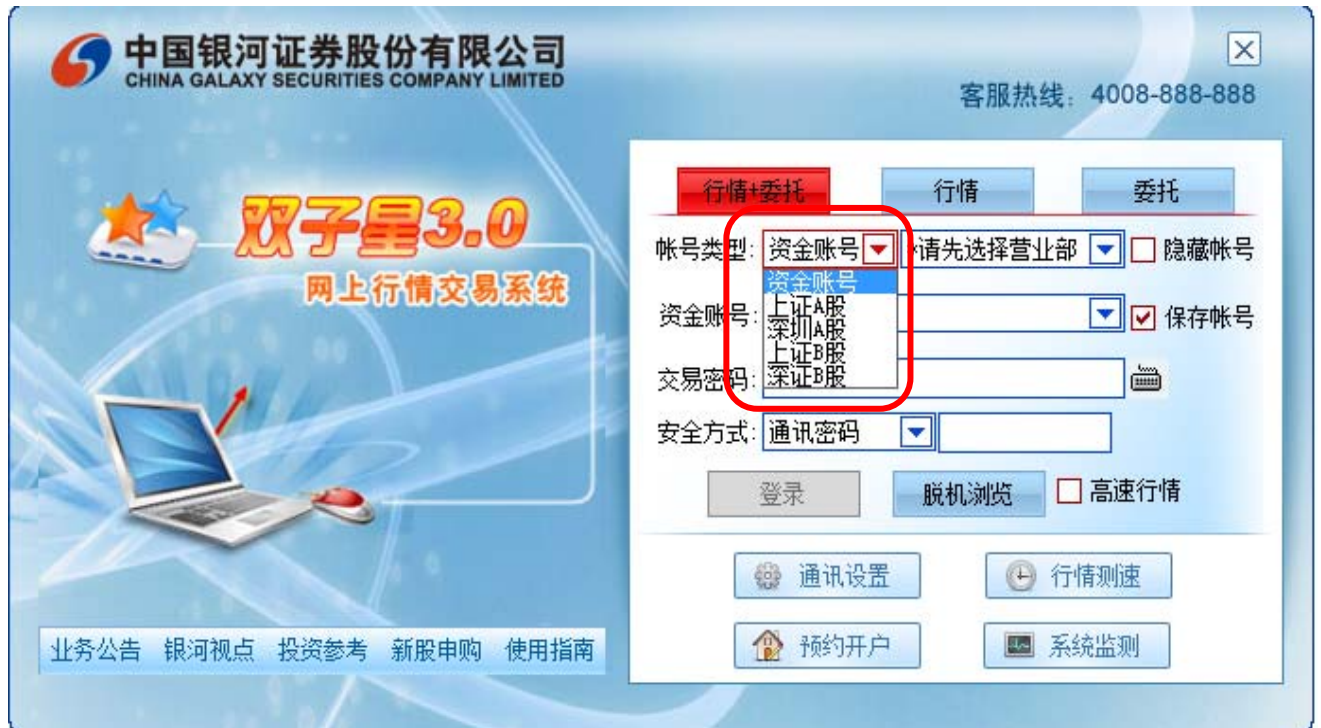 中国银河证券股份有限公司
CHINA GALAXY SECURITIES COMPANY LIMITED
客服热线: 4008-888-888
双子星3.0
网上行情交易系统
行情+委托 行情 委托
帐号类型: 资金账号 请先选择营业部 隐藏帐号
资金账号
上证A股
深圳A股
上证B股
深证B股
资金账号: 保存帐号
交易密码:
安全方式: 通讯密码
登录 脱机浏览 高速行情
通讯设置 行情测速
预约开户 系统监测
业务公告 银河视点 投资参考 新股申购 使用指南